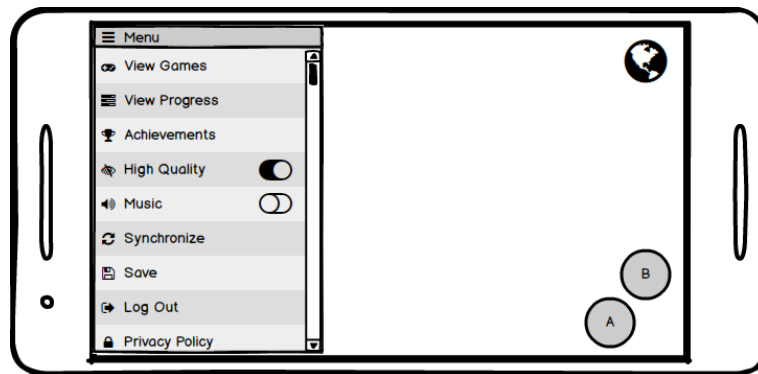 Menu
View Games
View Progress
Achievements
High Quality
Music
Synchronize
Save
Log Out
Privacy Policy
B
A